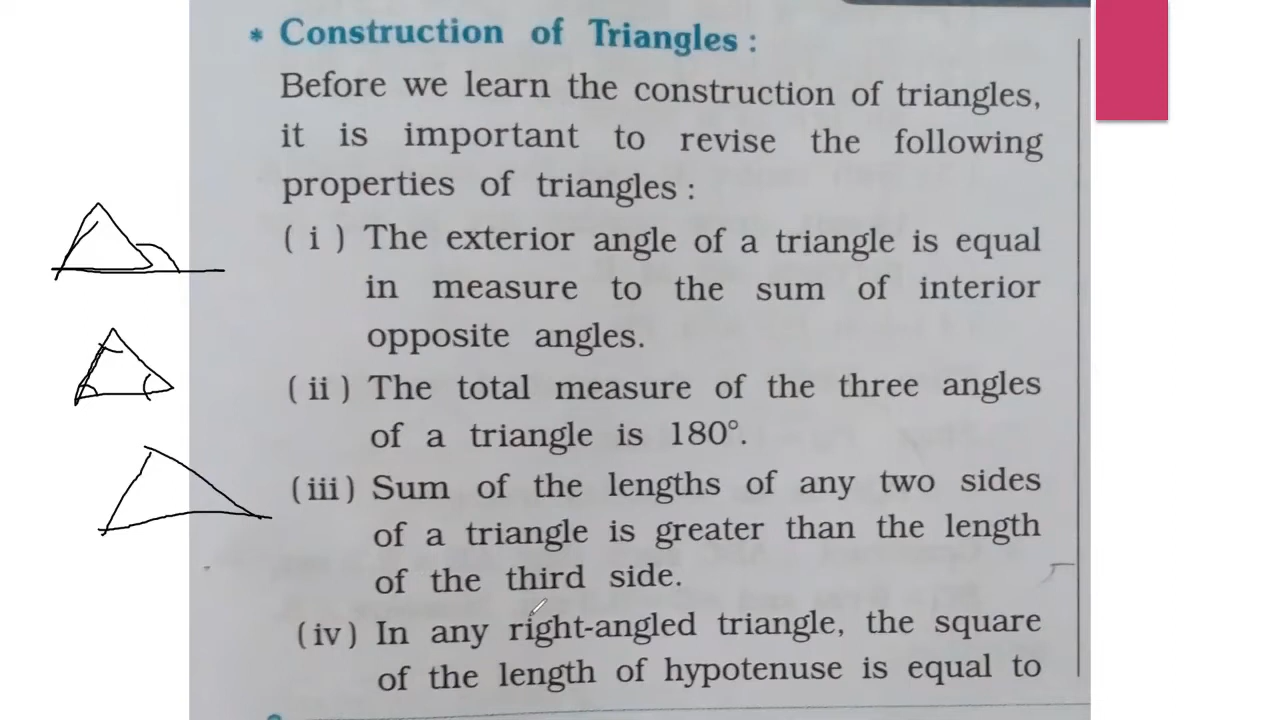 * Construction of Triangles :
Before we learn the construction of triangles,
it is important to revise the following
properties of triangles :
( i ) The exterior angle of a triangle is equal
in measure to the sum of interior
opposite angles.
( ii ) The total measure of the three angles
of a triangle is 180°.
(iii) Sum of the lengths of any two sides
of a triangle is greater than the length
of the third side.
(iv) In any right-angled triangle, the square
of the length of hypotenuse is equal to